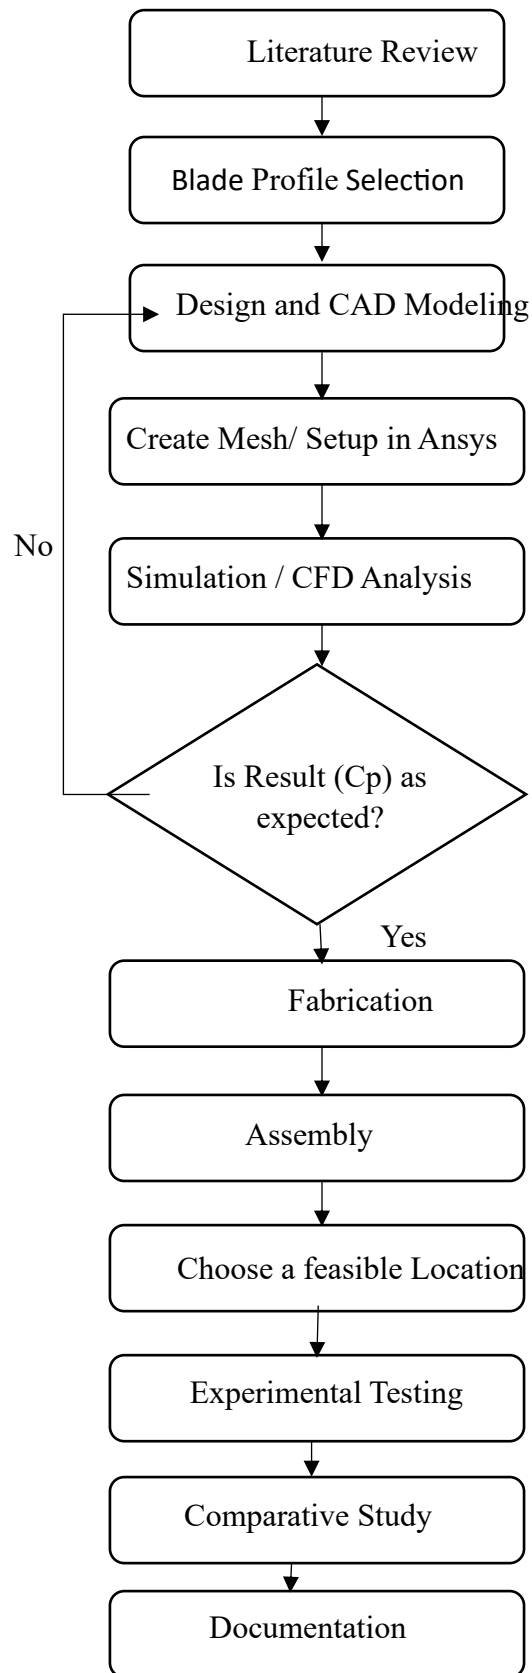 Literature Review
Blade Profile Selection
Design and CAD Modeling
Create Mesh/ Setup in Ansys
No
Simulation / CFD Analysis
Is Result (Cp) as
expected?
Yes
Fabrication
Assembly
Choose a feasible Location
Experimental Testing
Comparative Study
Documentation